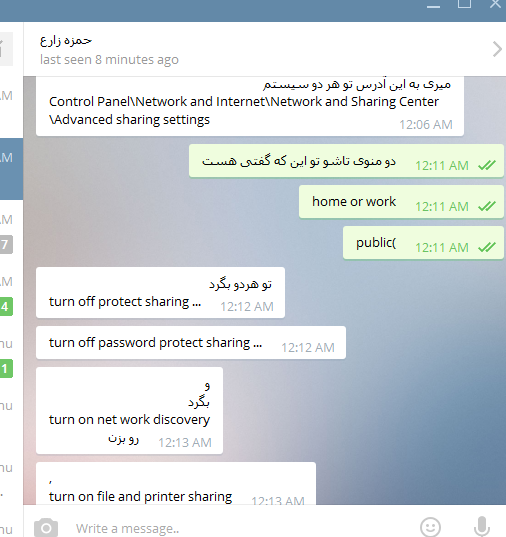 حمزه زارع
last seen 8 minutes ago
میری به این آدرس تو هر دو سیستم
Control Panel\Network and Internet\Network and Sharing Center
\Advanced sharing settings
12:06 AM
دو منوی تاشو تو این که گفتی هست
12:11 AM
home or work
12:11 AM
public(
12:11 AM
تو هردو بگرد
turn off protect sharing ...
12:12 AM
turn off password protect sharing ...
12:12 AM
و
بگرد
turn on net work discovery
رو بزن
12:13 AM
,
turn on file and printer sharing
12:13 AM
Write a message..
AM
AM
AM
7
AM
4
nu
1
nu
nu
nu